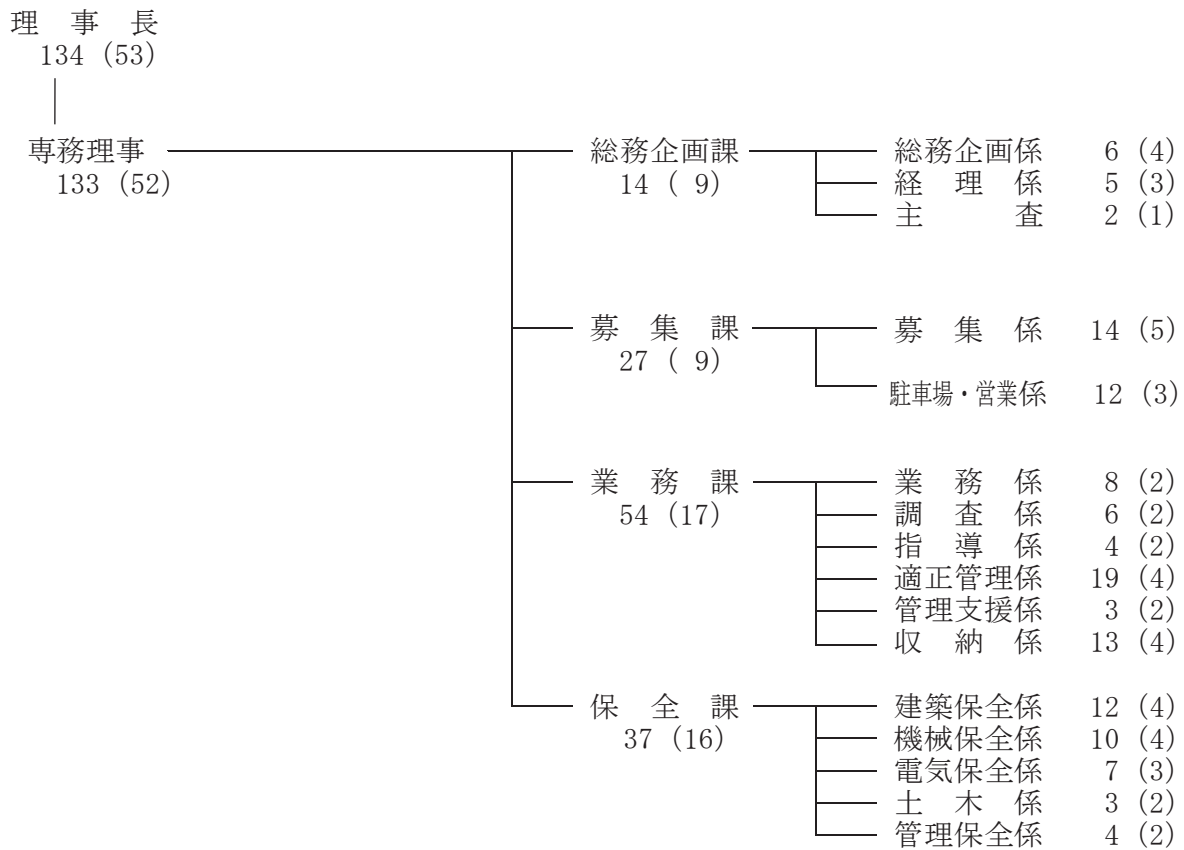 理事長
134 (53)
専務理事
133 (52)
総務企画課
14 ( 9)
総務企画係 6 (4)
経理係 5 (3)
主査 2 (1)
募集課
27 ( 9)
募集係 14 (5)
駐車場・営業係 12 (3)
業務課
54 (17)
業務係 8 (2)
調査係 6 (2)
指導係 4 (2)
適正管理係 19 (4)
管理支援係 3 (2)
収納係 13 (4)
保全課
37 (16)
建築保全係 12 (4)
機械保全係 10 (4)
電気保全係 7 (3)
土木係 3 (2)
管理保全係 4 (2)